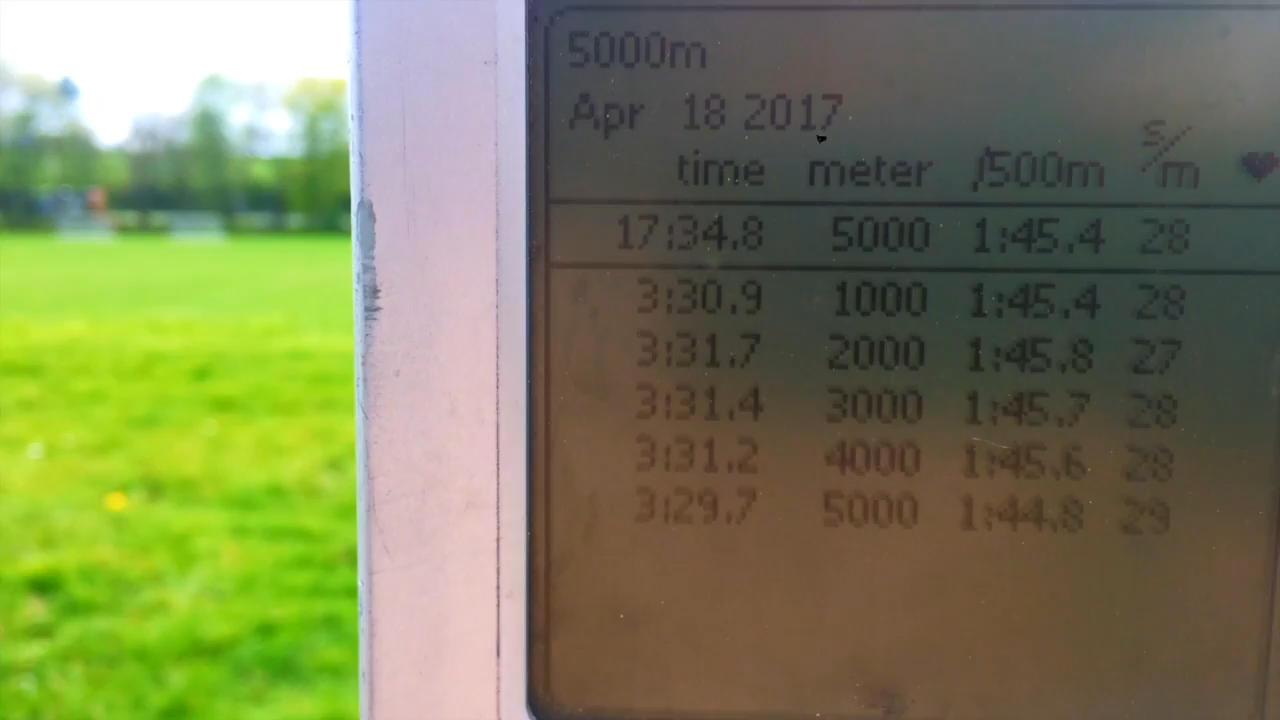 5000m
Apr 18 2017
time meter /500m s/m ♥
17:34.8 5000 1:45.4 28
3:30.9 1000 1:45.4 28
3:31.7 2000 1:45.8 27
3:31.4 3000 1:45.7 28
3:31.2 4000 1:45.6 28
3:29.7 5000 1:44.8 29